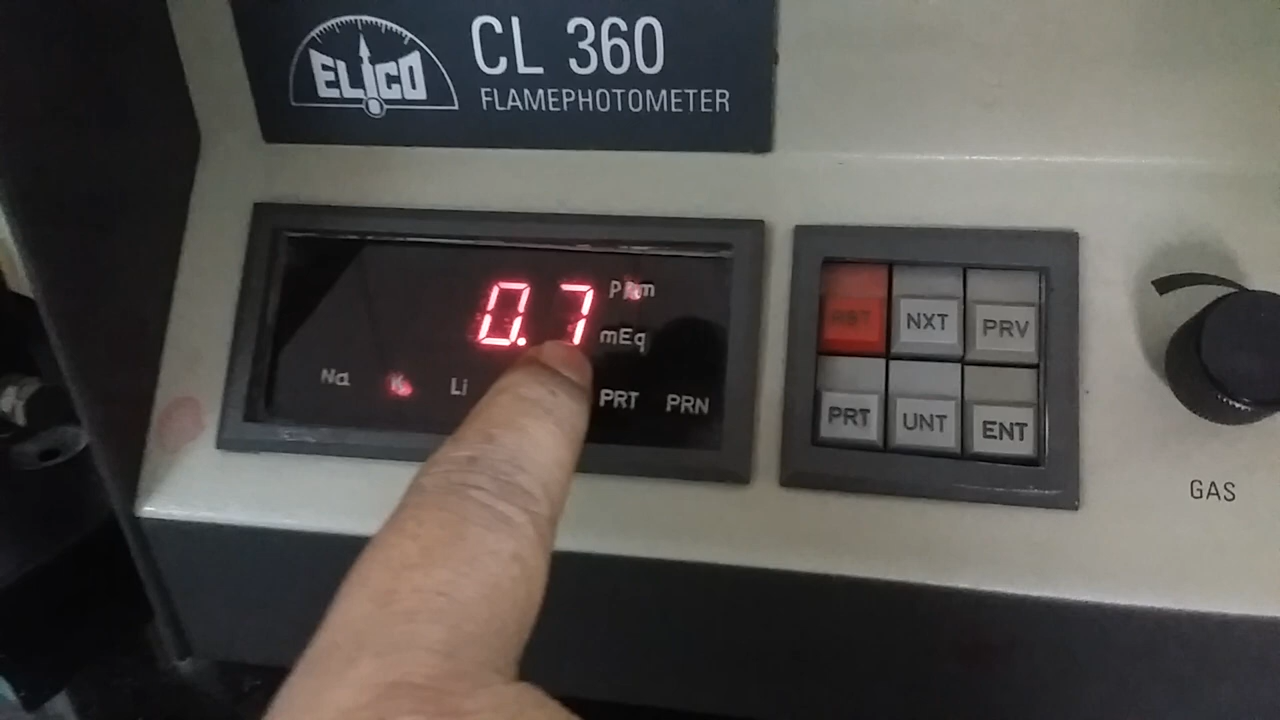 ELICO
CL 360
FLAMEPHOTOMETER
0.7
PPm
mEq
Na K Li PRT PRN
RST NXT PRV
PRT UNT ENT
GAS